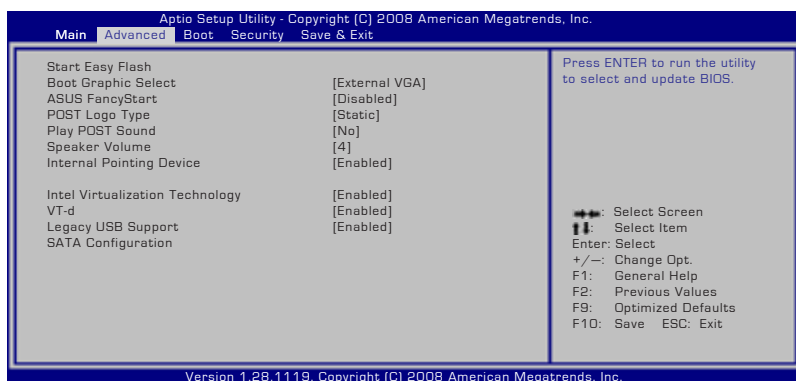 Aptio Setup Utility - Copyright (C) 2008 American Megatrends, Inc.
Main Advanced Boot Security Save & Exit
Start Easy Flash
Boot Graphic Select [External VGA]
ASUS FancyStart [Disabled]
POST Logo Type [Static]
Play POST Sound [No]
Speaker Volume [4]
Internal Pointing Device [Enabled]
Intel Virtualization Technology [Enabled]
VT-d [Enabled]
Legacy USB Support [Enabled]
SATA Configuration
Press ENTER to run the utility
to select and update BIOS.
→←: Select Screen
↑↓: Select Item
Enter: Select
+/—: Change Opt.
F1: General Help
F2: Previous Values
F9: Optimized Defaults
F10: Save ESC: Exit
Version 1.28.1119. Copyright (C) 2008 American Megatrends, Inc.